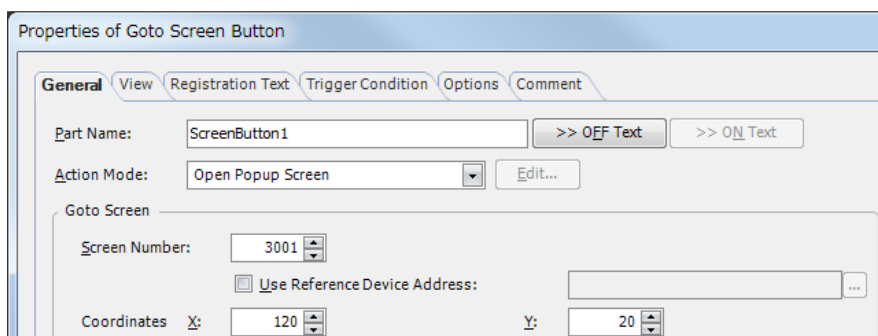 Properties of Goto Screen Button
General View Registration Text Trigger Condition Options Comment
Part Name: ScreenButton1 >> OFF Text >> ON Text
Action Mode: Open Popup Screen Edit...
Goto Screen
Screen Number: 3001
Use Reference Device Address: ...
Coordinates X: 120 Y: 20